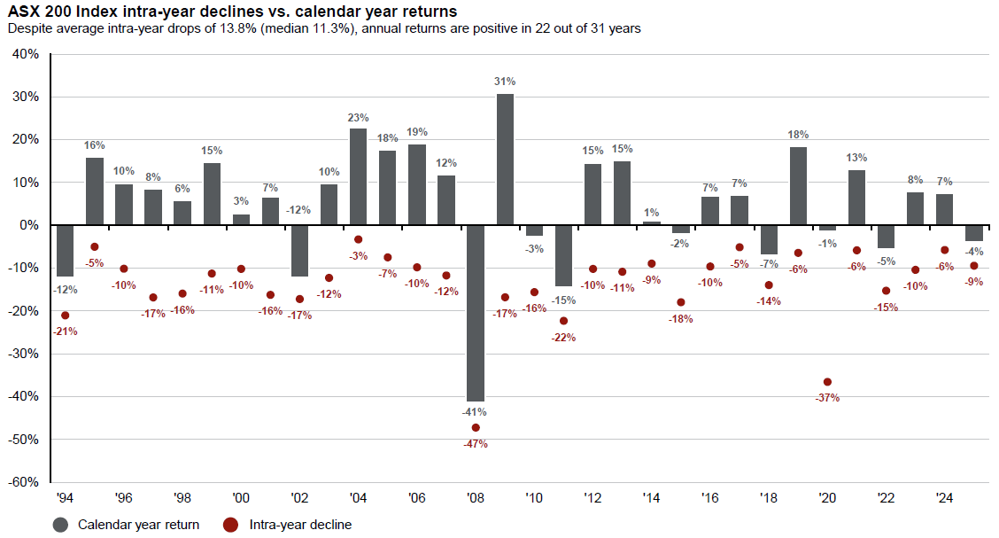 ASX 200 Index intra-year declines vs. calendar year returns
Despite average intra-year drops of 13.8% (median 11.3%), annual returns are positive in 22 out of 31 years
40%
30%
20%
10%
0%
-10%
-20%
-30%
-40%
-50%
-60%
-12% 16% 10% 8% 6% 15% 3% 7% -12% 10% 23% 18% 19% 12% -41% 31% -3% -15% 15% 15% 1% -2% 7% 7% -7% 18% -1% 13% -5% 8% 7% -4%
-21% -5% -10% -17% -16% -11% -10% -16% -17% -12% -3% -7% -10% -12% -47% -17% -16% -22% -10% -11% -9% -18% -10% -5% -14% -6% -37% -6% -15% -10% -6% -9%
'94 '96 '98 '00 '02 '04 '06 '08 '10 '12 '14 '16 '18 '20 '22 '24
Calendar year return Intra-year decline